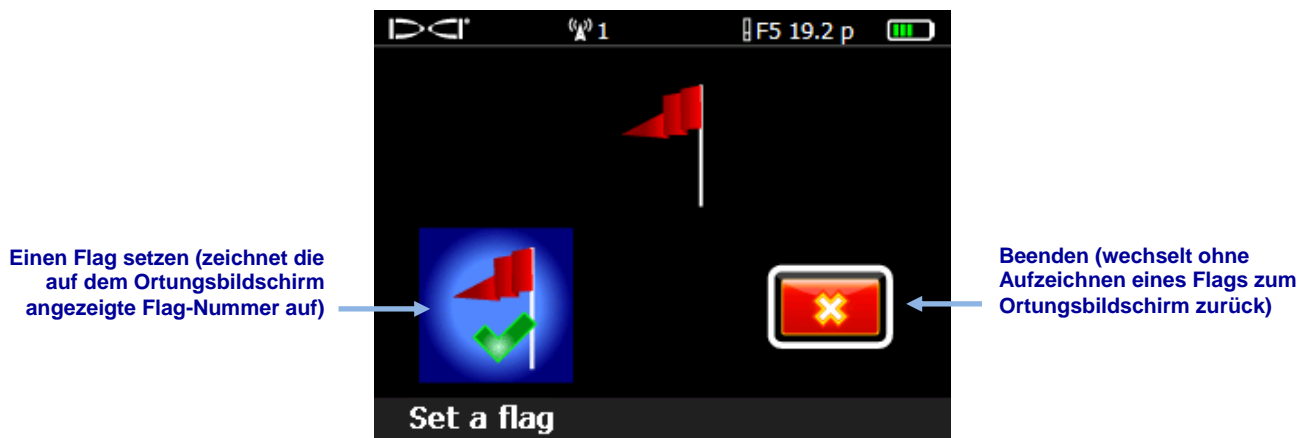 DCI
1
F5 19.2 p
Einen Flag setzen (zeichnet die
auf dem Ortungsbildschirm
angezeigte Flag-Nummer auf)
Beenden (wechselt ohne
Aufzeichnen eines Flags zum
Ortungsbildschirm zurück)
Set a flag